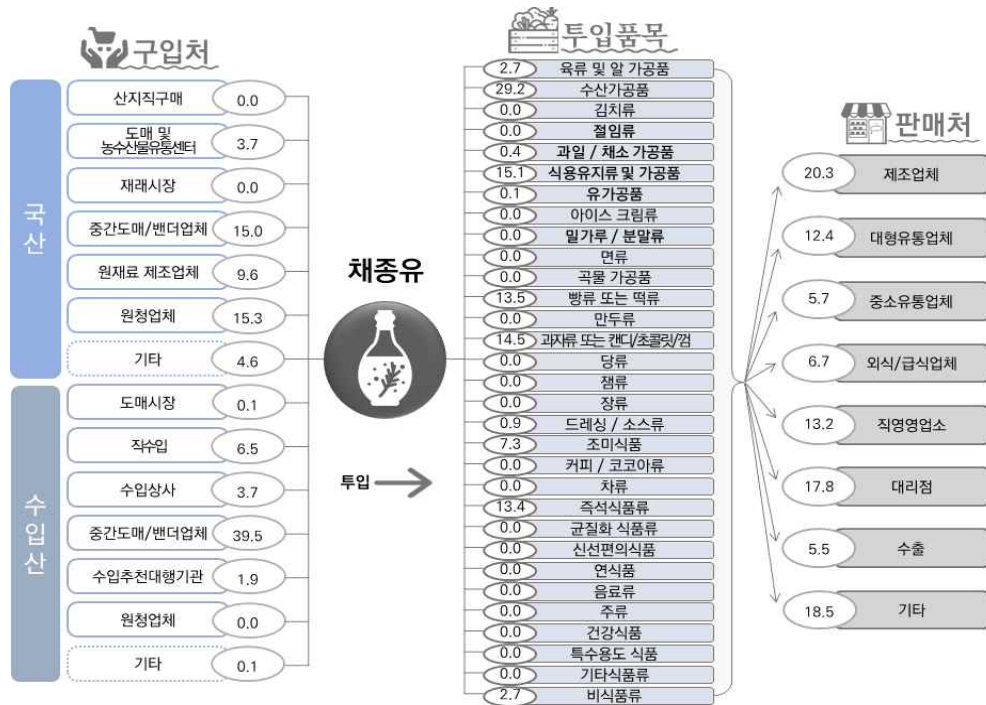 구입처
국산
산지직구매 0.0
도매 및
농수산물유통센터 3.7
재래시장 0.0
중간도매/밴더업체 15.0
원재료 제조업체 9.6
원청업체 15.3
기타 4.6
수입산
도매시장 0.1
직수입 6.5
수입상사 3.7
중간도매/밴더업체 39.5
수입추천대행기관 1.9
원청업체 0.0
기타 0.1
채종유
투입
투입품목
2.7 육류 및 알 가공품
29.2 수산가공품
0.0 김치류
0.0 절임류
0.4 과일 / 채소 가공품
15.1 식용유지류 및 가공품
0.1 유가공품
0.0 아이스 크림류
0.0 밀가루 / 분말류
0.0 면류
0.0 곡물 가공품
13.5 빵류 또는 떡류
0.0 만두류
14.5 과자류 또는 캔디/초콜릿/껌
0.0 당류
0.0 잼류
0.0 장류
0.9 드레싱 / 소스류
7.3 조미식품
0.0 커피 / 코코아류
0.0 차류
13.4 즉석식품류
0.0 균질화 식품류
0.0 신선편의식품
0.0 연식품
0.0 음료류
0.0 주류
0.0 건강식품
0.0 특수용도 식품
0.0 기타식품류
2.7 비식품류
판매처
20.3 제조업체
12.4 대형유통업체
5.7 중소유통업체
6.7 외식/급식업체
13.2 직영영업소
17.8 대리점
5.5 수출
18.5 기타